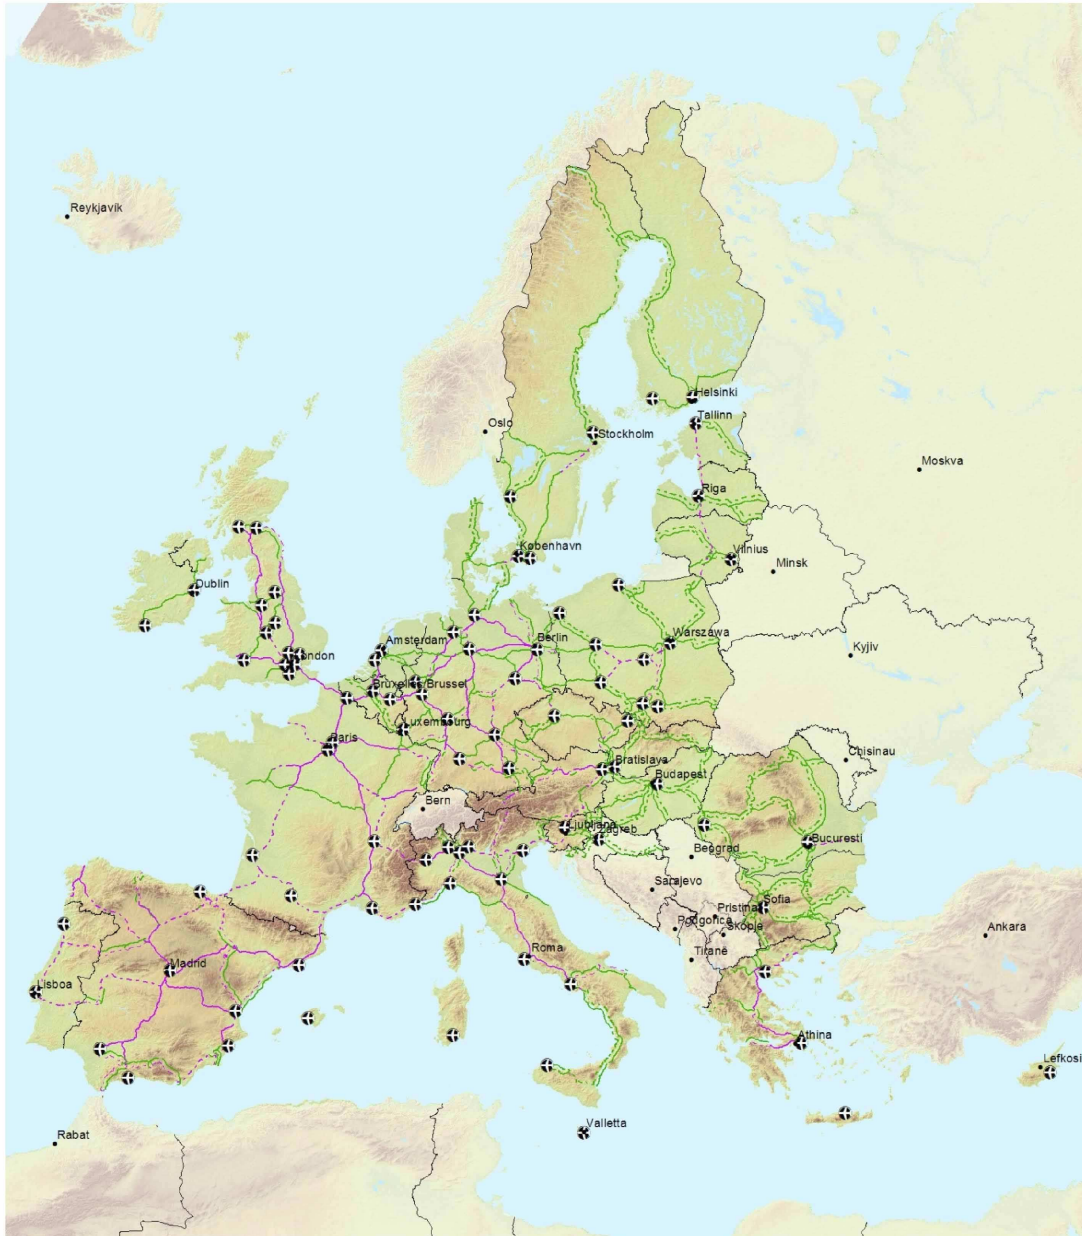 Reykjavik
Helsinki
Tallinn
Oslo
Stockholm
Moskva
Riga
København
Vilnius
Minsk
Dublin
Amsterdam
Berlin
Warszawa
London
Kyjiv
Bruxelles/Brussel
Luxembourg
Paris
Chisinau
Bratislava
Budapest
Bern
Ljubljana
Zagreb
Bucuresti
Beograd
Sarajevo
Sofia
Pristina
Podgorica
Skopje
Ankara
Roma
Tiranë
Madrid
Lisboa
Athina
Lefkosi
Valletta
Rabat